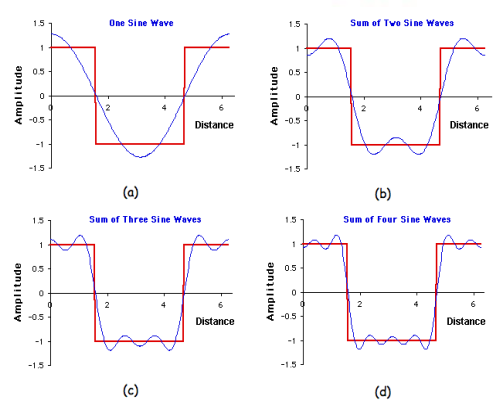 One Sine Wave
1.5
1
0.5
0
-0.5
-1
-1.5
Amplitude
2
4
6
Distance
(a)
Sum of Two Sine Waves
1.5
1
0.5
0
-0.5
-1
-1.5
Amplitude
0
2
4
6
Distance
(b)
Sum of Three Sine Waves
1.5
1
0.5
0
-0.5
-1
-1.5
Amplitude
2
4
6
Distance
(c)
Sum of Four Sine Waves
1.5
1
0.5
0
-0.5
-1
-1.5
Amplitude
0
2
4
6
Distance
(d)